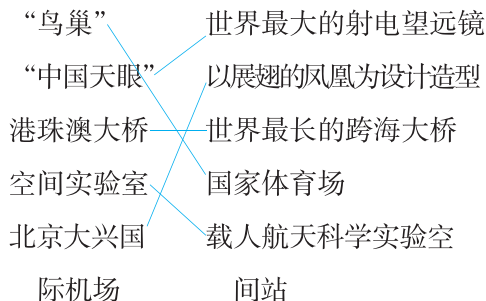 “鸟巢” 世界最大的射电望远镜
“中国天眼” 以展翅的凤凰为设计造型
港珠澳大桥 世界最长的跨海大桥
空间实验室 国家体育场
北京大兴国 载人航天科学实验空
际机场 间站